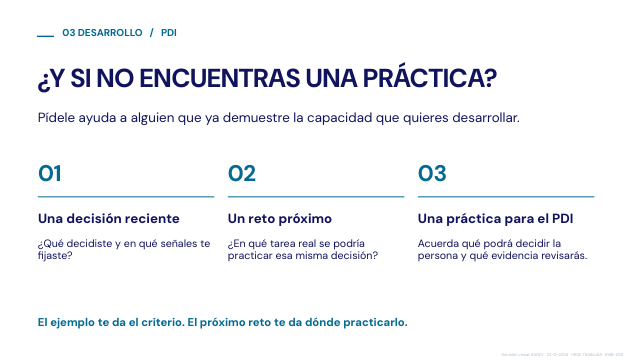 03 DESARROLLO / PDI
¿Y SI NO ENCUENTRAS UNA PRÁCTICA?
Pídele ayuda a alguien que ya demuestre la capacidad que quieres desarrollar.
01
02
03
Una decisión reciente
Un reto próximo
Una práctica para el PDI
¿Qué decidiste y en qué señales te
fijaste?
¿En qué tarea real se podría
practicar esa misma decisión?
Acuerda qué podrá decidir la
persona y qué evidencia revisarás.
El ejemplo te da el criterio. El próximo reto te da dónde practicarlo.